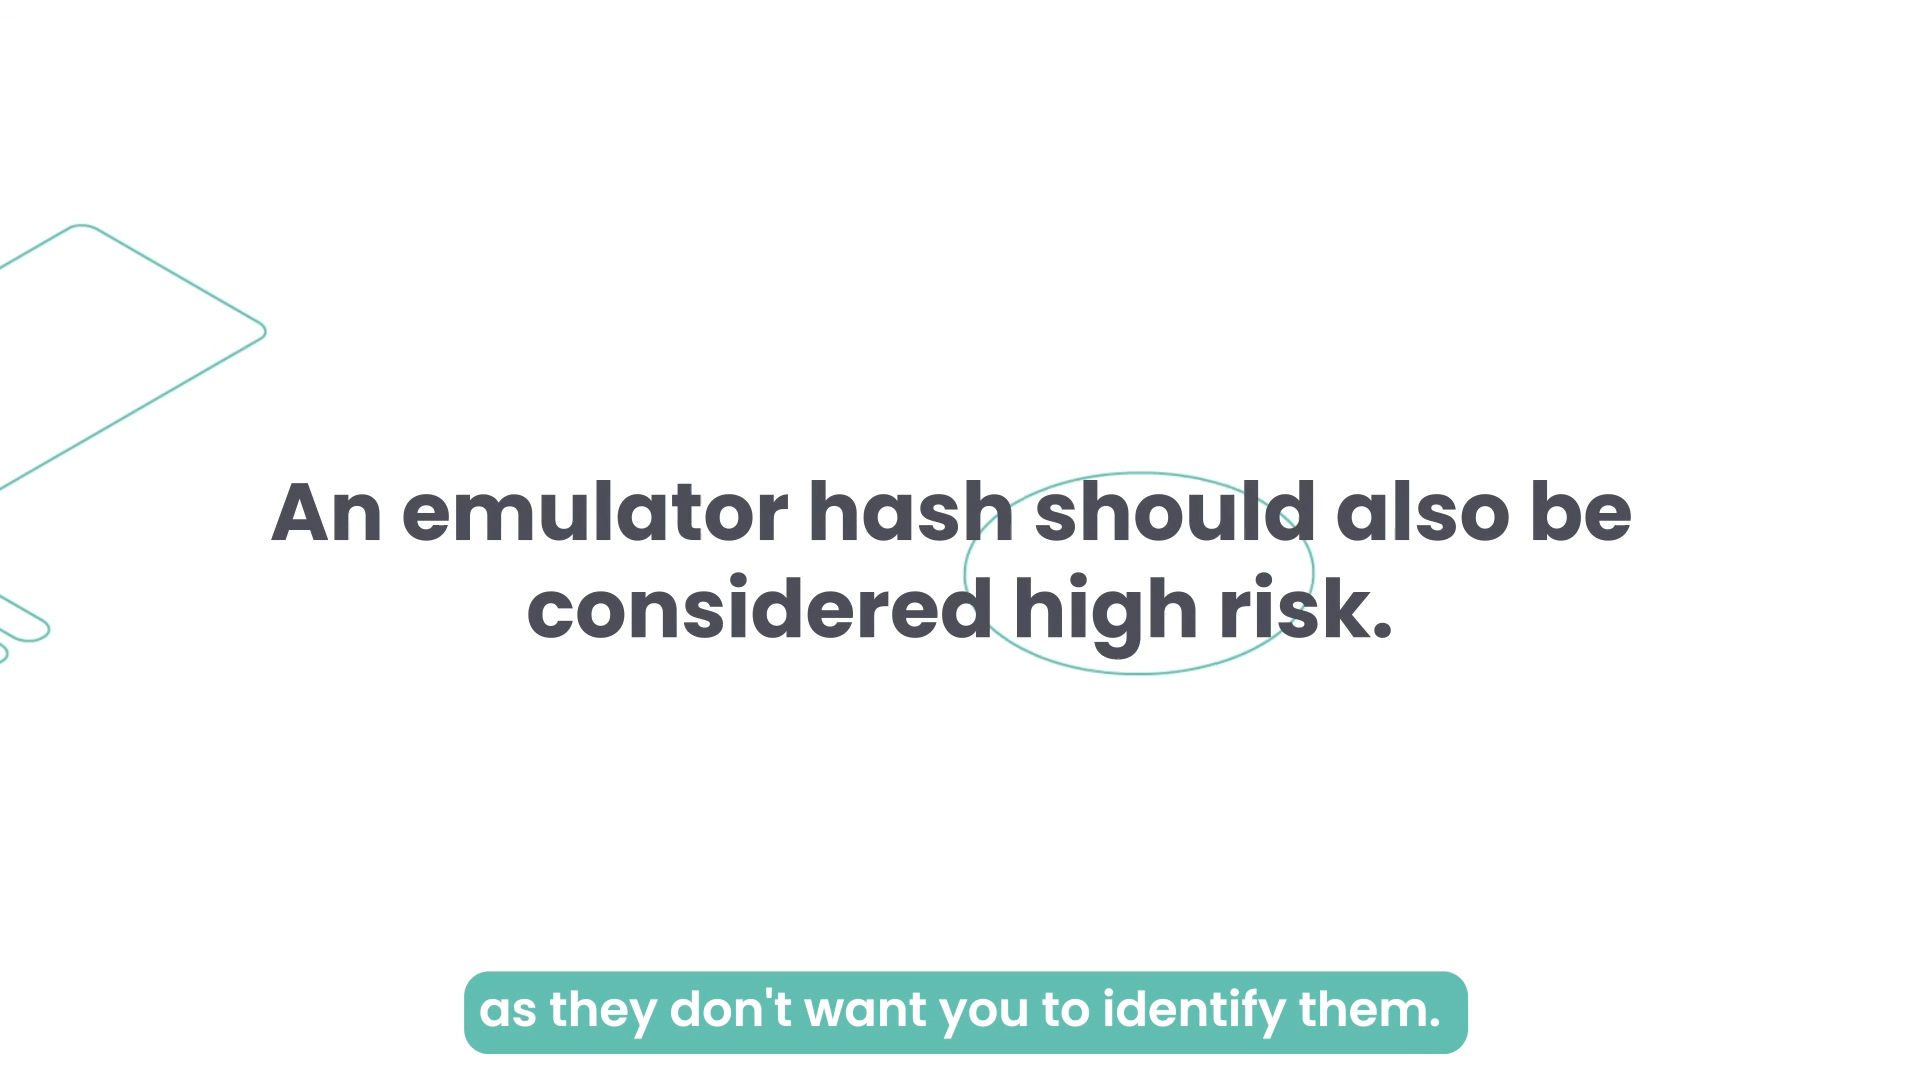 An emulator hash should also be
considered high risk.
as they don't want you to identify them.